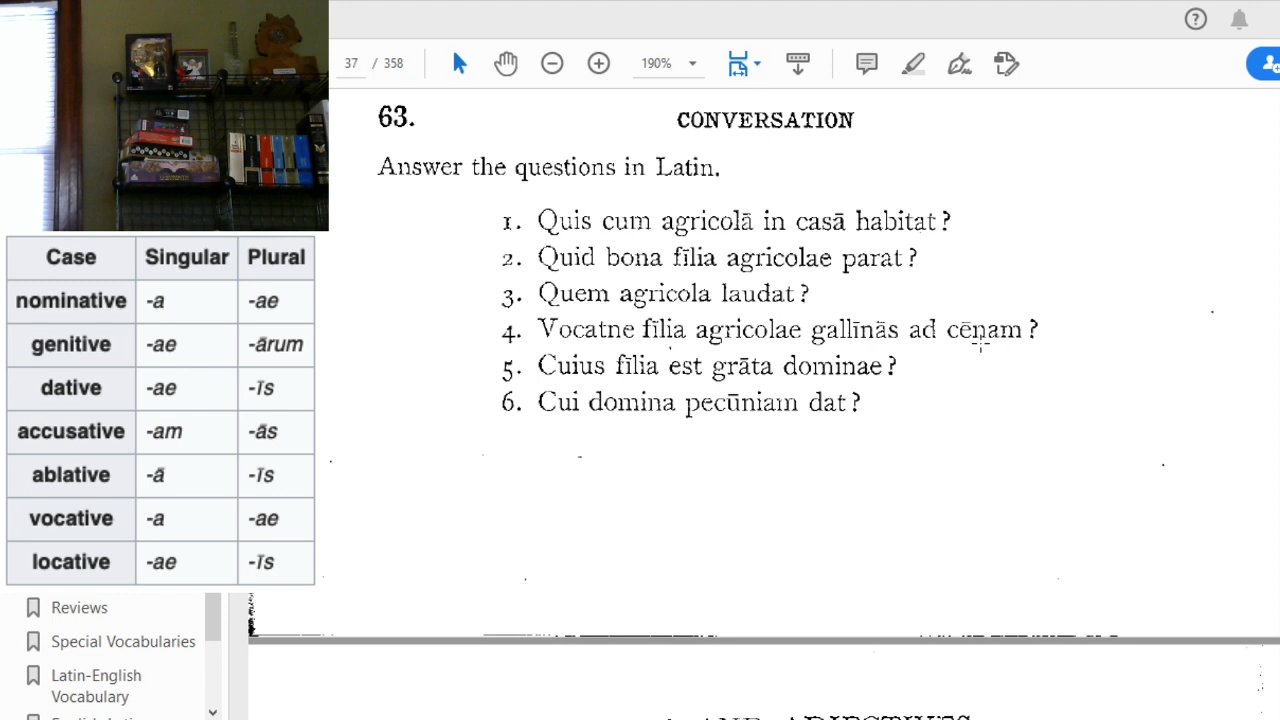 37 / 358
190%
63. CONVERSATION
Answer the questions in Latin.
1. Quis cum agricolā in casā habitat?
2. Quid bona fīlia agricolae parat?
3. Quem agricola laudat?
4. Vocatne fīlia agricolae gallīnās ad cēnam?
5. Cuius fīlia est grāta dominae?
6. Cui domina pecūniam dat?
Case Singular Plural
nominative -a -ae
genitive -ae -ārum
dative -ae -īs
accusative -am -ās
ablative -ā -īs
vocative -a -ae
locative -ae -īs
Reviews
Special Vocabularies
Latin-English
Vocabulary